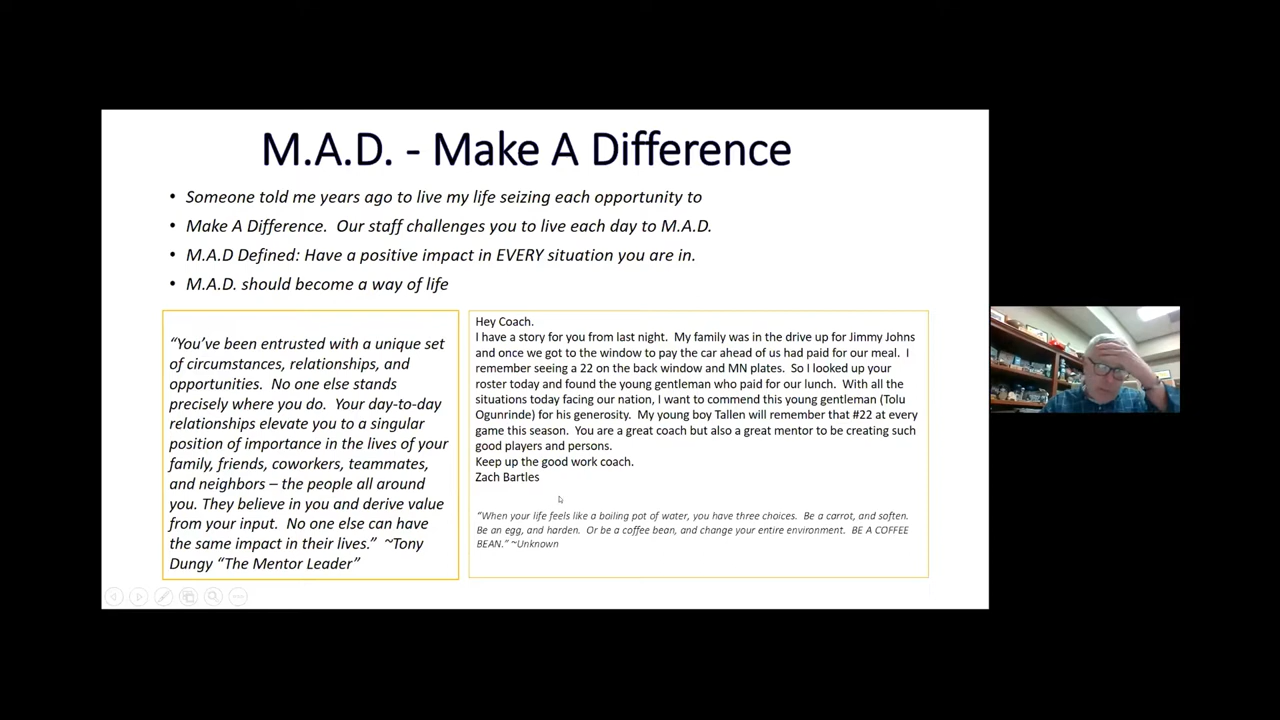 M.A.D. - Make A Difference
• Someone told me years ago to live my life seizing each opportunity to
• Make A Difference.  Our staff challenges you to live each day to M.A.D.
• M.A.D Defined: Have a positive impact in EVERY situation you are in.
• M.A.D. should become a way of life
“You’ve been entrusted with a unique set
of circumstances, relationships, and
opportunities.  No one else stands
precisely where you do.  Your day-to-day
relationships elevate you to a singular
position of importance in the lives of your
family, friends, coworkers, teammates,
and neighbors – the people all around
you. They believe in you and derive value
from your input.  No one else can have
the same impact in their lives.”  ~Tony
Dungy “The Mentor Leader”
Hey Coach.
I have a story for you from last night.  My family was in the drive up for Jimmy Johns
and once we got to the window to pay the car ahead of us had paid for our meal.  I
remember seeing a 22 on the back window and MN plates.  So I looked up your
roster today and found the young gentleman who paid for our lunch.  With all the
situations today facing our nation, I want to commend this young gentleman (Tolu
Ogunrinde) for his generosity.  My young boy Tallen will remember that #22 at every
game this season.  You are a great coach but also a great mentor to be creating such
good players and persons.
Keep up the good work coach.
Zach Bartles
“When your life feels like a boiling pot of water, you have three choices.  Be a carrot, and soften.
Be an egg, and harden.  Or be a coffee bean, and change your entire environment.  BE A COFFEE
BEAN.” ~Unknown